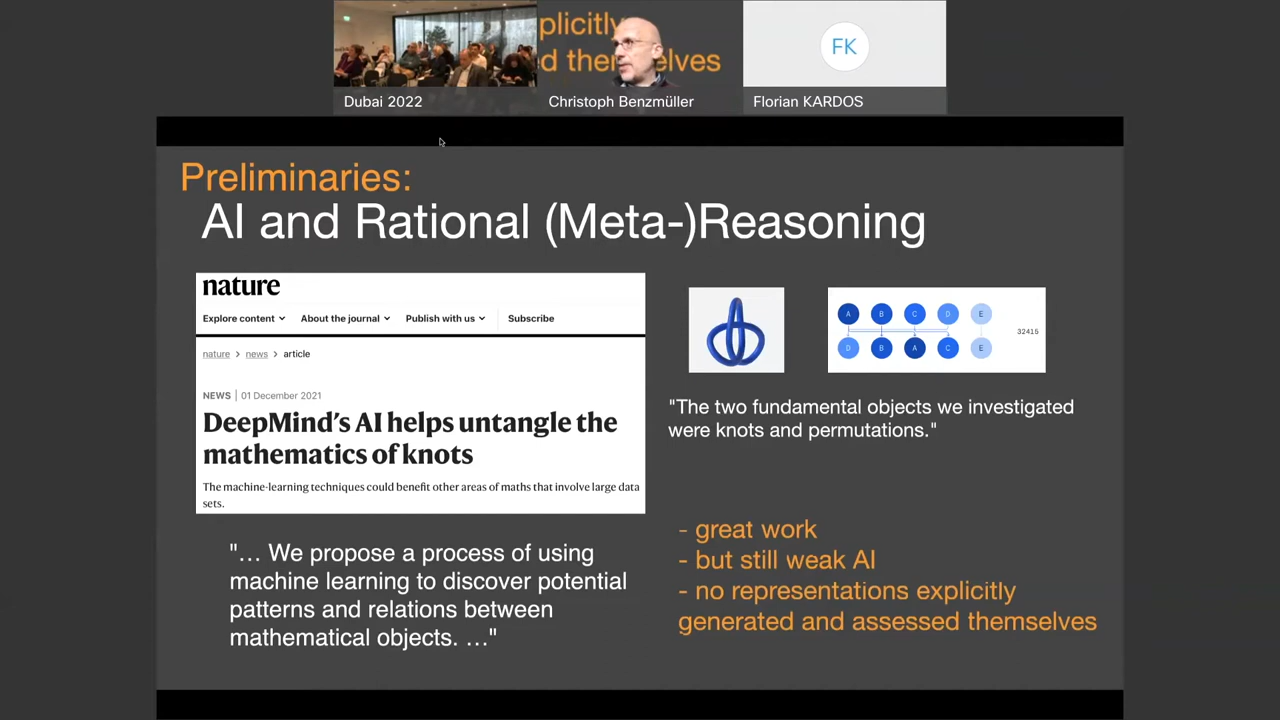 plicitly
d themselves
FK
Dubai 2022
Christoph Benzmüller
Florian KARDOS
Preliminaries:
AI and Rational (Meta-)Reasoning
nature
Explore content About the journal Publish with us Subscribe
nature > news > article
NEWS | 01 December 2021
DeepMind's AI helps untangle the
mathematics of knots
The machine-learning techniques could benefit other areas of maths that involve large data
sets.
"… We propose a process of using
machine learning to discover potential
patterns and relations between
mathematical objects. …"
A B C D E
32415
D B A C E
"The two fundamental objects we investigated
were knots and permutations."
- great work
- but still weak AI
- no representations explicitly
generated and assessed themselves